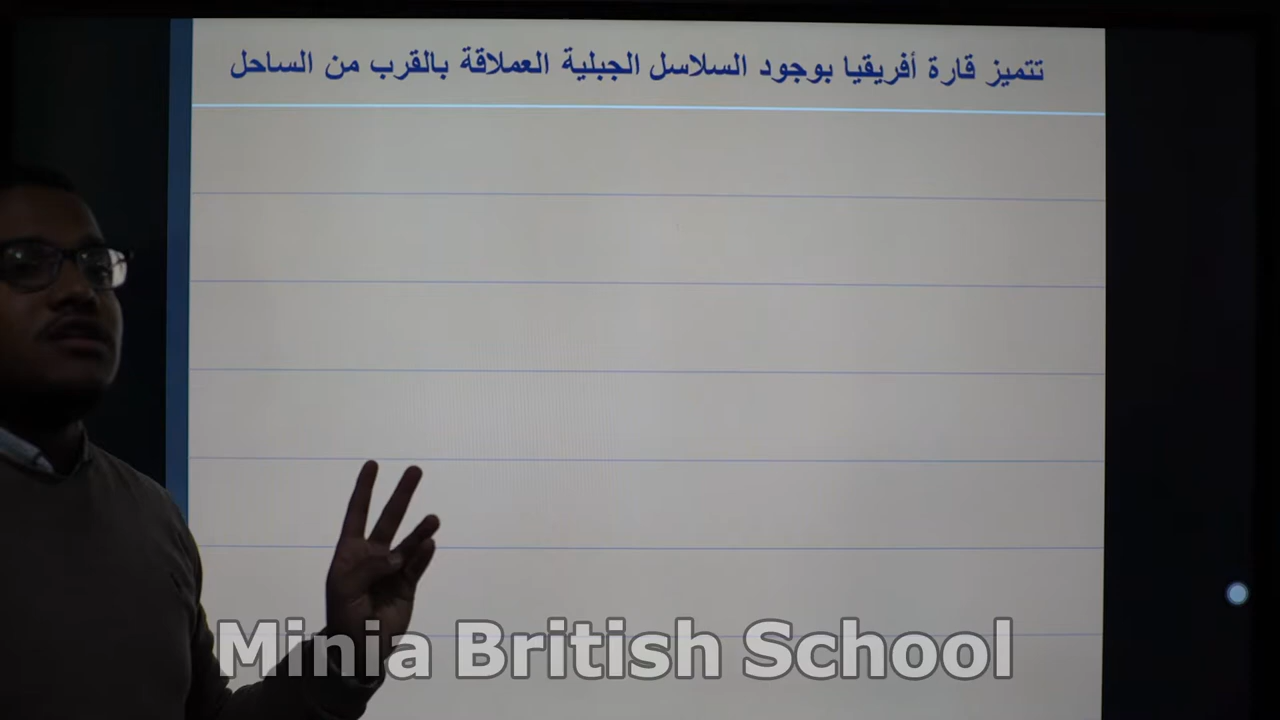 تتميز قارة أفريقيا بوجود السلاسل الجبلية العملاقة بالقرب من الساحل
Minia British School